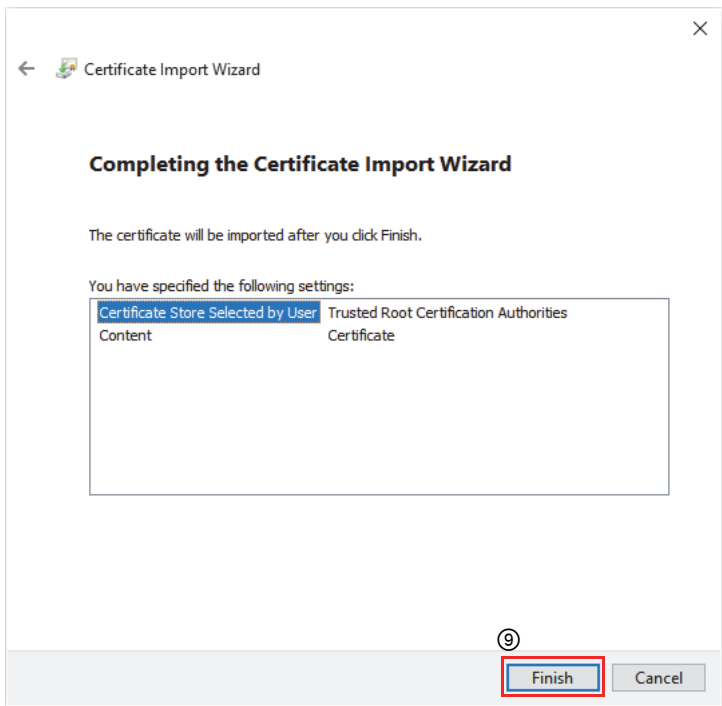 Certificate Import Wizard
Completing the Certificate Import Wizard
The certificate will be imported after you click Finish.
You have specified the following settings:
Certificate Store Selected by User Trusted Root Certification Authorities
Content Certificate
⑨
Finish Cancel